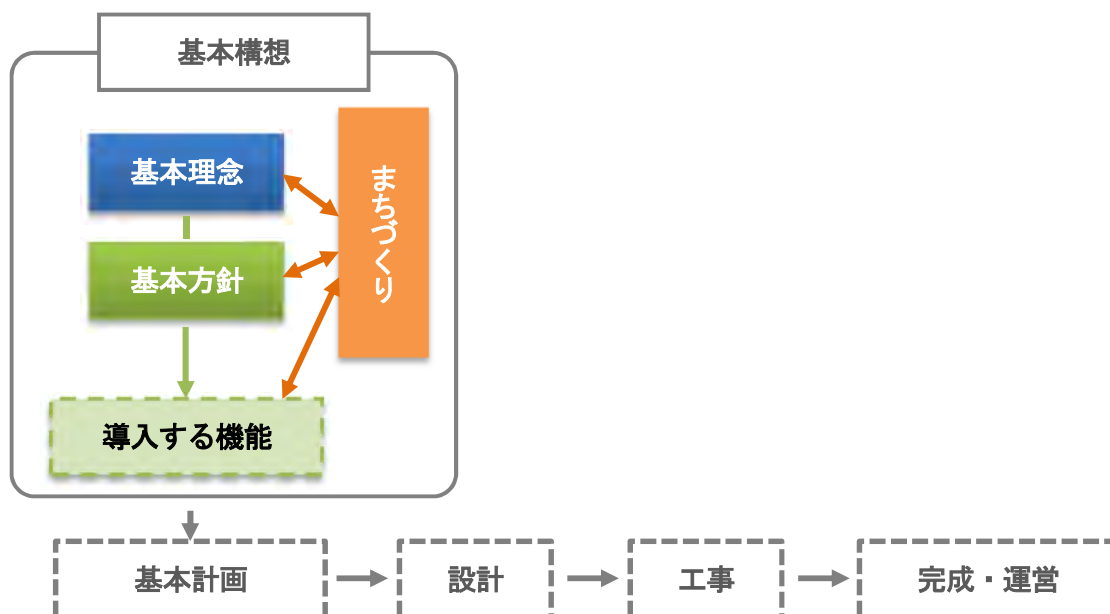 基本構想
基本理念
まちづくり
基本方針
導入する機能
基本計画
設計
工事
完成・運営